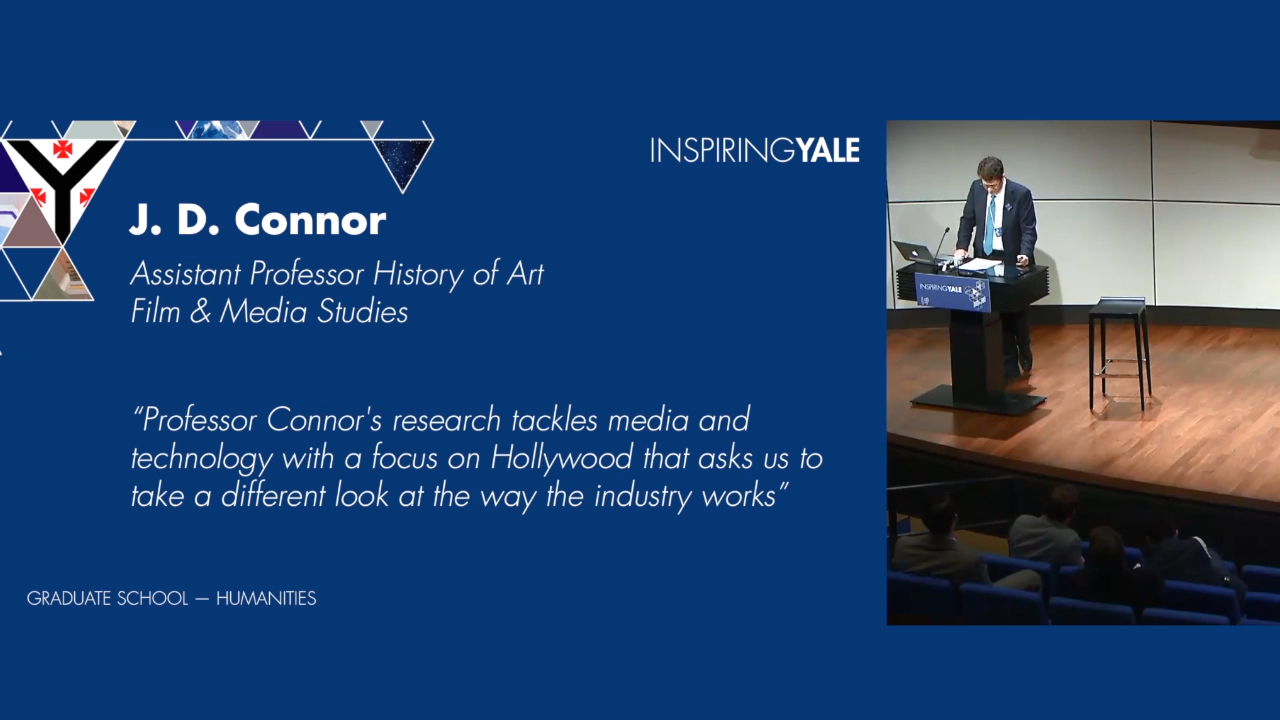 INSPIRINGYALE
J. D. Connor
Assistant Professor History of Art
Film & Media Studies
“Professor Connor's research tackles media and
technology with a focus on Hollywood that asks us to
take a different look at the way the industry works”
GRADUATE SCHOOL — HUMANITIES
INSPIRINGYALE